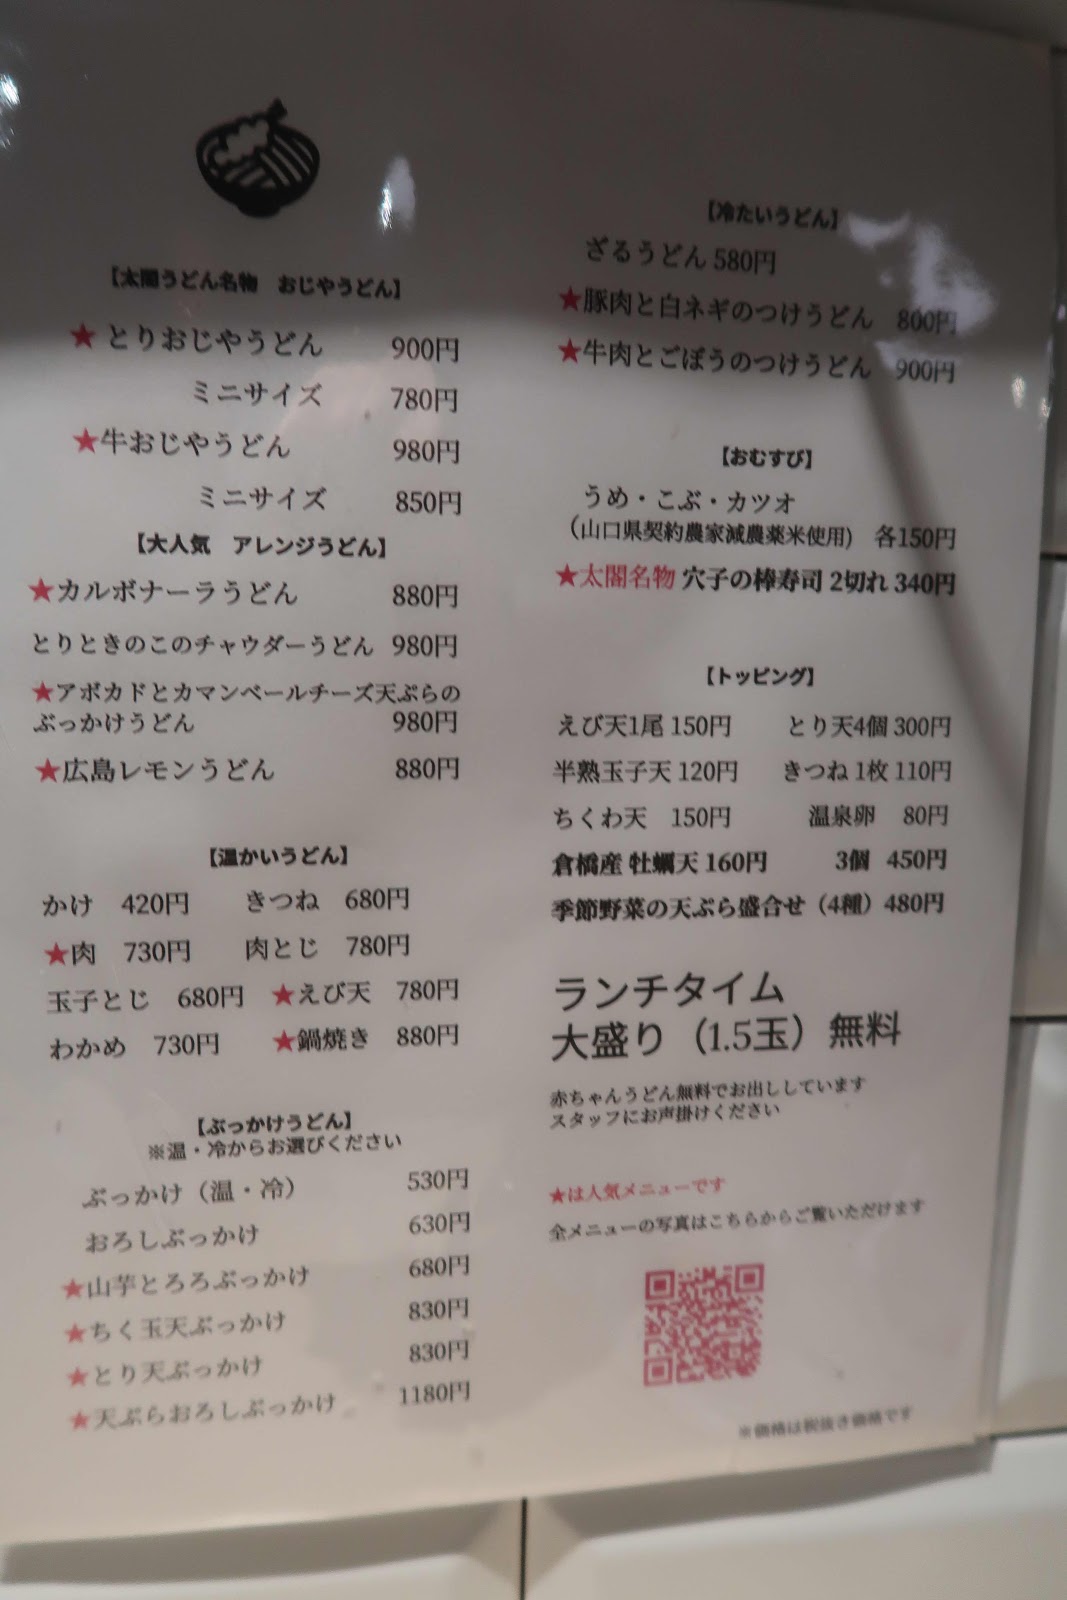 【太閤うどん名物　おじやうどん】
★とりおじやうどん　900円
ミニサイズ　780円
★牛おじやうどん　980円
ミニサイズ　850円
【大人気　アレンジうどん】
★カルボナーラうどん　880円
とりときのこのチャウダーうどん　980円
★アボカドとカマンベールチーズ天ぷらの
ぶっかけうどん　980円
★広島レモンうどん　880円
【温かいうどん】
かけ　420円　きつね　680円
★肉　730円　肉とじ　780円
玉子とじ　680円　★えび天　780円
わかめ　730円　★鍋焼き　880円
【ぶっかけうどん】
※温・冷からお選びください
ぶっかけ（温・冷）　530円
おろしぶっかけ　630円
★山芋とろろぶっかけ　680円
★ちく玉天ぶっかけ　830円
★とり天ぶっかけ　830円
★天ぷらおろしぶっかけ　1180円
【冷たいうどん】
ざるうどん 580円
★豚肉と白ネギのつけうどん　800円
★牛肉とごぼうのつけうどん　900円
【おむすび】
うめ・こぶ・カツオ
（山口県契約農家減農薬米使用)　各150円
★太閤名物 穴子の棒寿司 2切れ 340円
【トッピング】
えび天1尾 150円　とり天4個 300円
半熟玉子天 120円　きつね 1枚 110円
ちくわ天　150円　温泉卵　80円
倉橋産 牡蠣天 160円　3個　450円
季節野菜の天ぷら盛合せ（4種）480円
ランチタイム
大盛り（1.5玉）無料
赤ちゃんうどん無料でお出ししています
スタッフにお声掛けください
★は人気メニューです
全メニューの写真はこちらからご覧いただけます
※価格は税抜き価格です